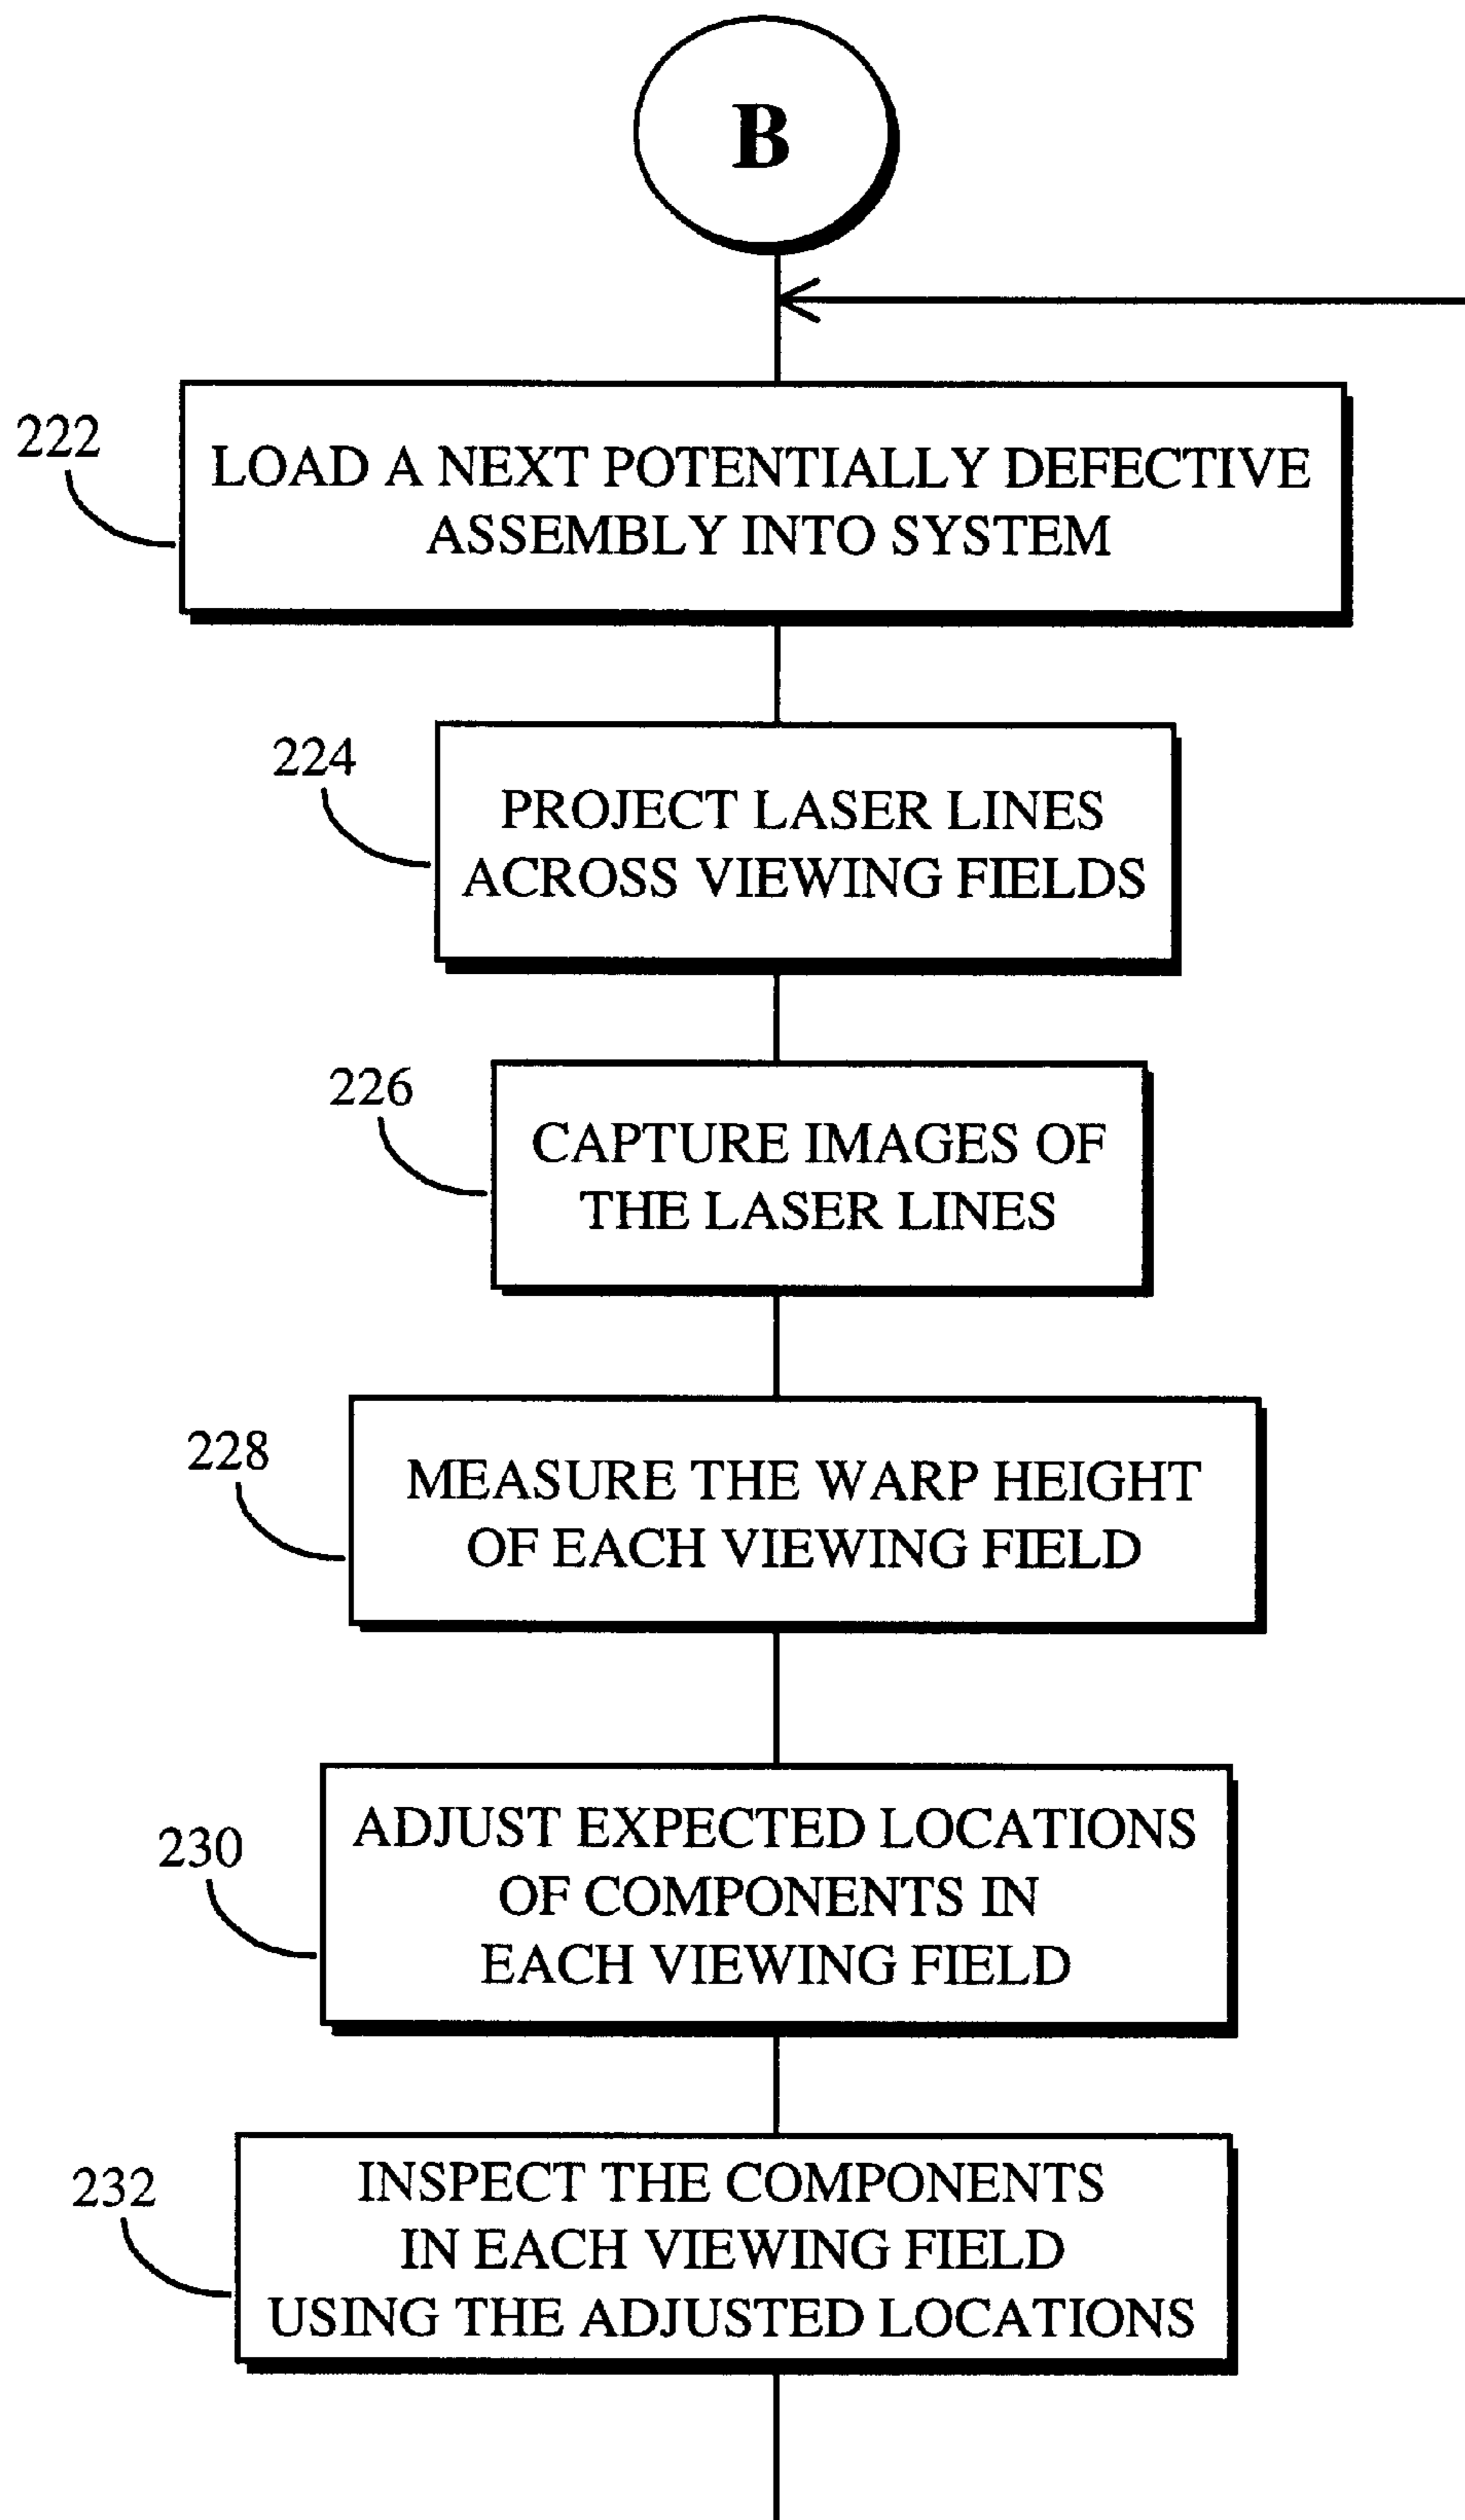 B
222
LOAD A NEXT POTENTIALLY DEFECTIVE
ASSEMBLY INTO SYSTEM
224
PROJECT LASER LINES
ACROSS VIEWING FIELDS
226
CAPTURE IMAGES OF
THE LASER LINES
228
MEASURE THE WARP HEIGHT
OF EACH VIEWING FIELD
230
ADJUST EXPECTED LOCATIONS
OF COMPONENTS IN
EACH VIEWING FIELD
232
INSPECT THE COMPONENTS
IN EACH VIEWING FIELD
USING THE ADJUSTED LOCATIONS